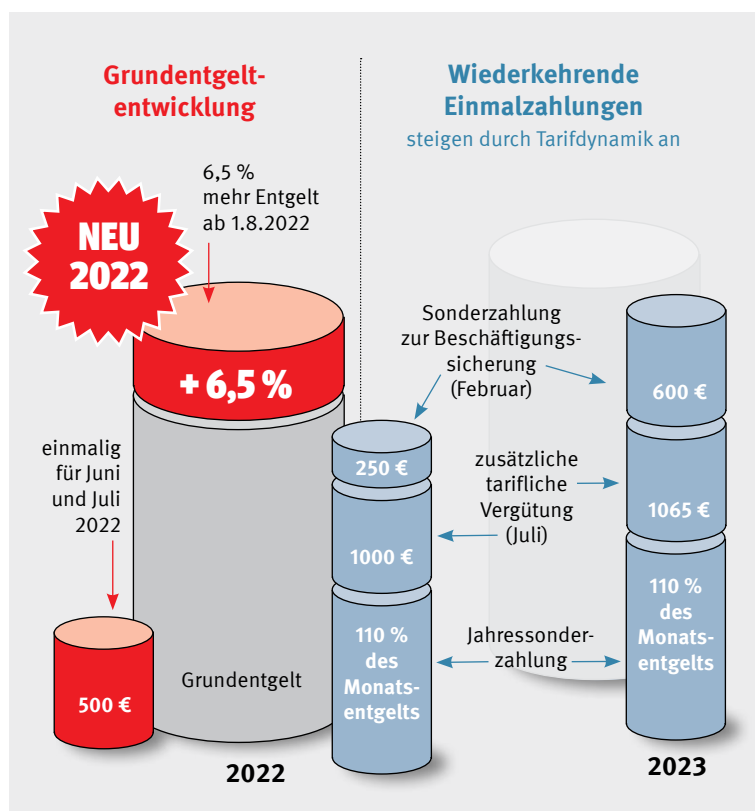 Grundentgelt-
entwicklung
Wiederkehrende
Einmalzahlungen
steigen durch Tarifdynamik an
6,5 %
mehr Entgelt
ab 1.8.2022
NEU
2022
+ 6,5 %
einmalig
für Juni
und Juli
2022
500 €
Grundentgelt
250 €
1000 €
110 %
des
Monats-
entgelts
2022
Sonderzahlung
zur Beschäftigungs-
sicherung
(Februar)
zusätzliche
tarifliche
Vergütung
(Juli)
Jahressonder-
zahlung
600 €
1065 €
110 %
des
Monats-
entgelts
2023